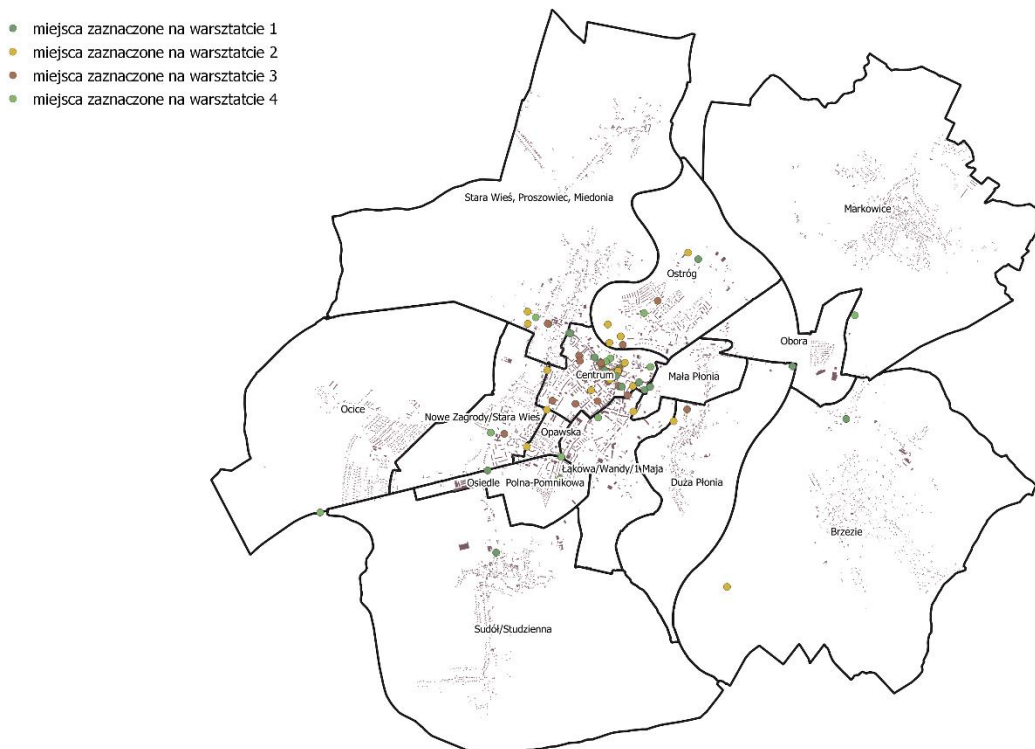 miejsca zaznaczone na warsztatcie 1
miejsca zaznaczone na warsztatcie 2
miejsca zaznaczone na warsztatcie 3
miejsca zaznaczone na warsztatcie 4
Stara Wieś, Proszowiec, Miedonia
Markowice
Ostróg
Obora
Centrum
Mała Płonia
Ocice
Nowe Zagrody/Stara Wieś
Opawska
Łąkowa/Wandy/1 Maja
Osiedle Polna-Pomnikowa
Duża Płonia
Brzezie
Sudół/Studzienna